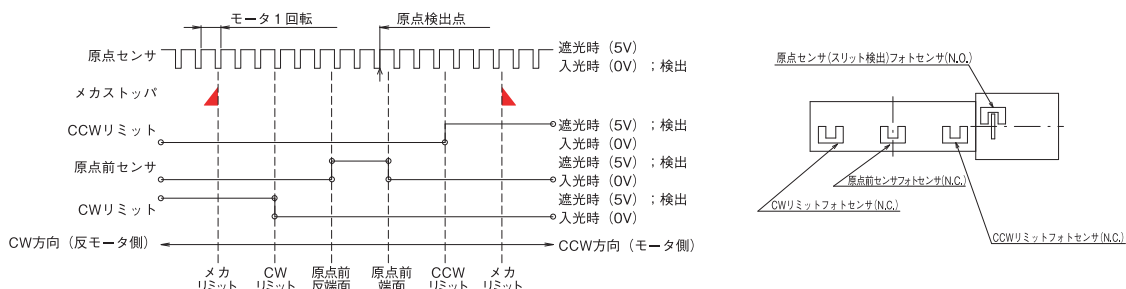 モータ１回転
原点検出点
原点センサ
遮光時（5V）
入光時（0V）；検出
メカストッパ
CCWリミット
遮光時（5V）；検出
入光時（0V）
原点前センサ
遮光時（5V）；検出
入光時（0V）
CWリミット
遮光時（5V）；検出
入光時（0V）
CW方向（反モータ側）
CCW方向（モータ側）
メカ
リミット
CW
リミット
原点前
反端面
原点前
端面
CCW
リミット
メカ
リミット
原点センサ(スリット検出)フォトセンサ(N.O.)
原点前センサフォトセンサ(N.C.)
CWリミットフォトセンサ(N.C.)
CCWリミットフォトセンサ(N.C.)